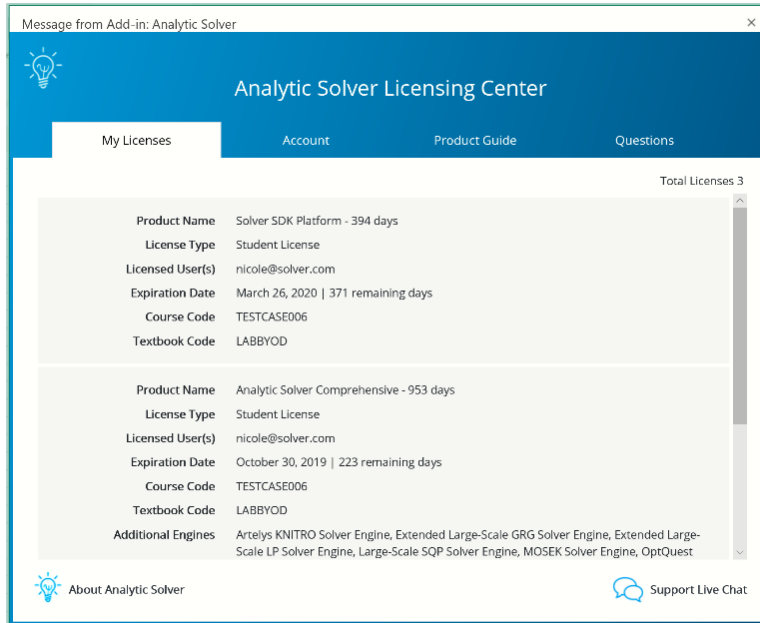 Message from Add-in: Analytic Solver
Analytic Solver Licensing Center
My Licenses Account Product Guide Questions
Total Licenses 3
Product Name Solver SDK Platform - 394 days
License Type Student License
Licensed User(s) nicole@solver.com
Expiration Date March 26, 2020 | 371 remaining days
Course Code TESTCASE006
Textbook Code LABBYOD
Product Name Analytic Solver Comprehensive - 953 days
License Type Student License
Licensed User(s) nicole@solver.com
Expiration Date October 30, 2019 | 223 remaining days
Course Code TESTCASE006
Textbook Code LABBYOD
Additional Engines Artelys KNITRO Solver Engine, Extended Large-Scale GRG Solver Engine, Extended Large-
Scale LP Solver Engine, Large-Scale SQP Solver Engine, MOSEK Solver Engine, OptQuest
About Analytic Solver Support Live Chat